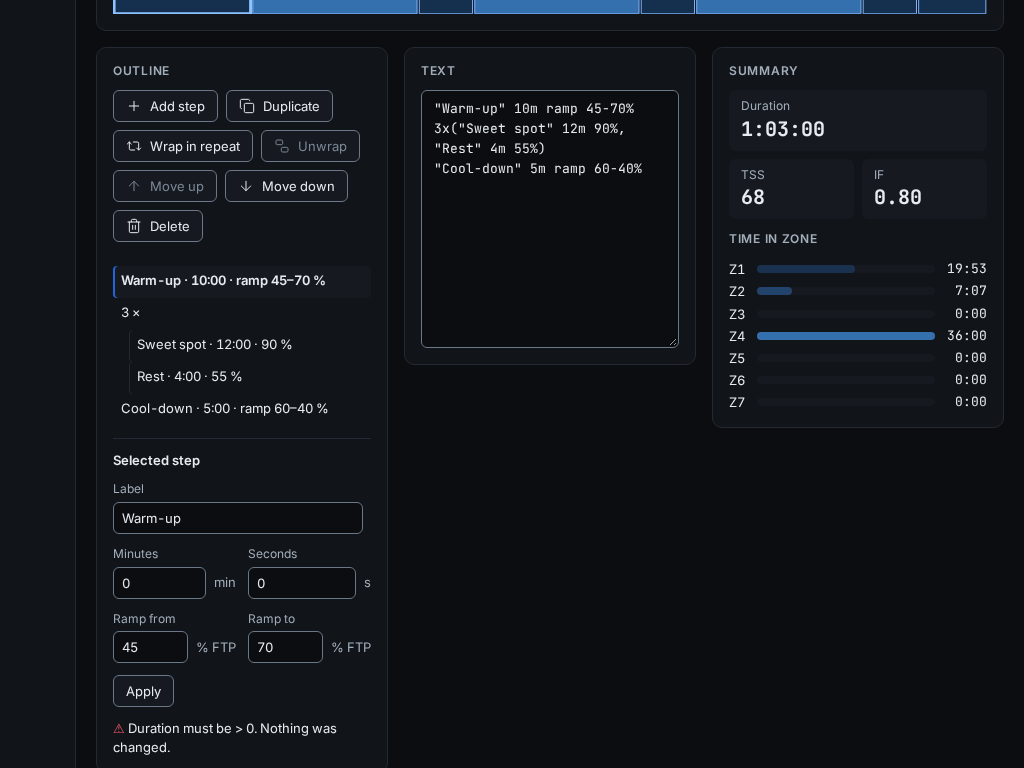 OUTLINE
Add step
Duplicate
Wrap in repeat
Unwrap
Move up
Move down
Delete
Warm-up · 10:00 · ramp 45–70 %
3 ×
Sweet spot · 12:00 · 90 %
Rest · 4:00 · 55 %
Cool-down · 5:00 · ramp 60–40 %
Selected step
Label
Warm-up
Minutes
Seconds
0 min
0 s
Ramp from
Ramp to
45 % FTP
70 % FTP
Apply
⚠ Duration must be > 0. Nothing was
changed.
TEXT
"Warm-up" 10m ramp 45-70%
3x("Sweet spot" 12m 90%,
"Rest" 4m 55%)
"Cool-down" 5m ramp 60-40%
SUMMARY
Duration
1:03:00
TSS
68
IF
0.80
TIME IN ZONE
Z1 19:53
Z2 7:07
Z3 0:00
Z4 36:00
Z5 0:00
Z6 0:00
Z7 0:00